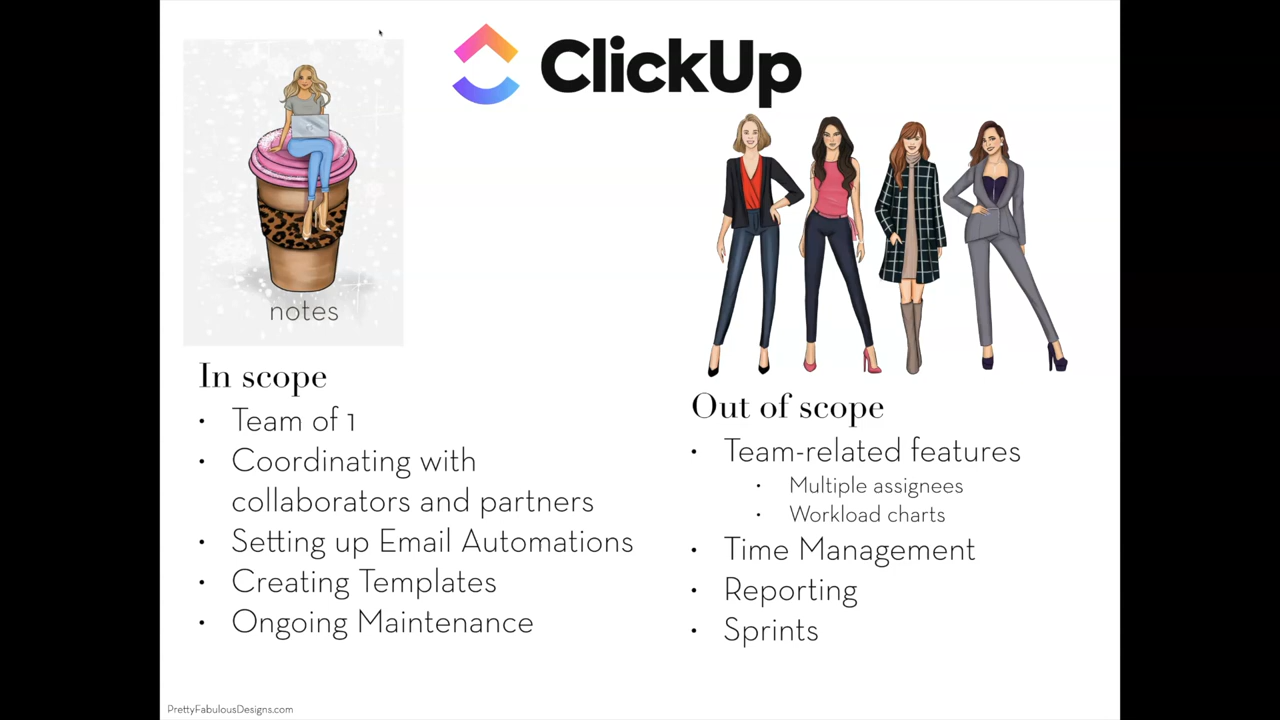 ClickUp
notes
In scope
• Team of 1
• Coordinating with
collaborators and partners
• Setting up Email Automations
• Creating Templates
• Ongoing Maintenance
Out of scope
• Team-related features
• Multiple assignees
• Workload charts
• Time Management
• Reporting
• Sprints
PrettyFabulousDesigns.com